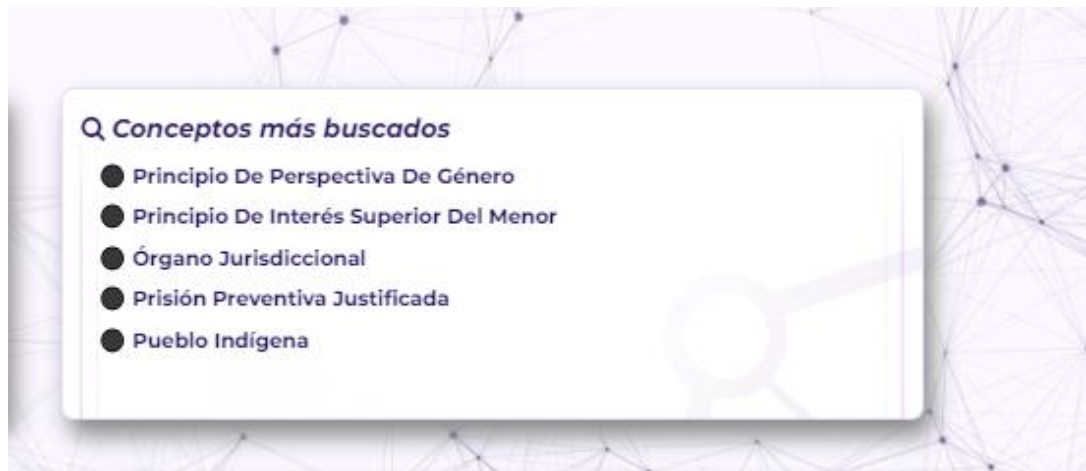 Conceptos más buscados
Principio De Perspectiva De Género
Principio De Interés Superior Del Menor
Órgano Jurisdiccional
Prisión Preventiva Justificada
Pueblo Indígena